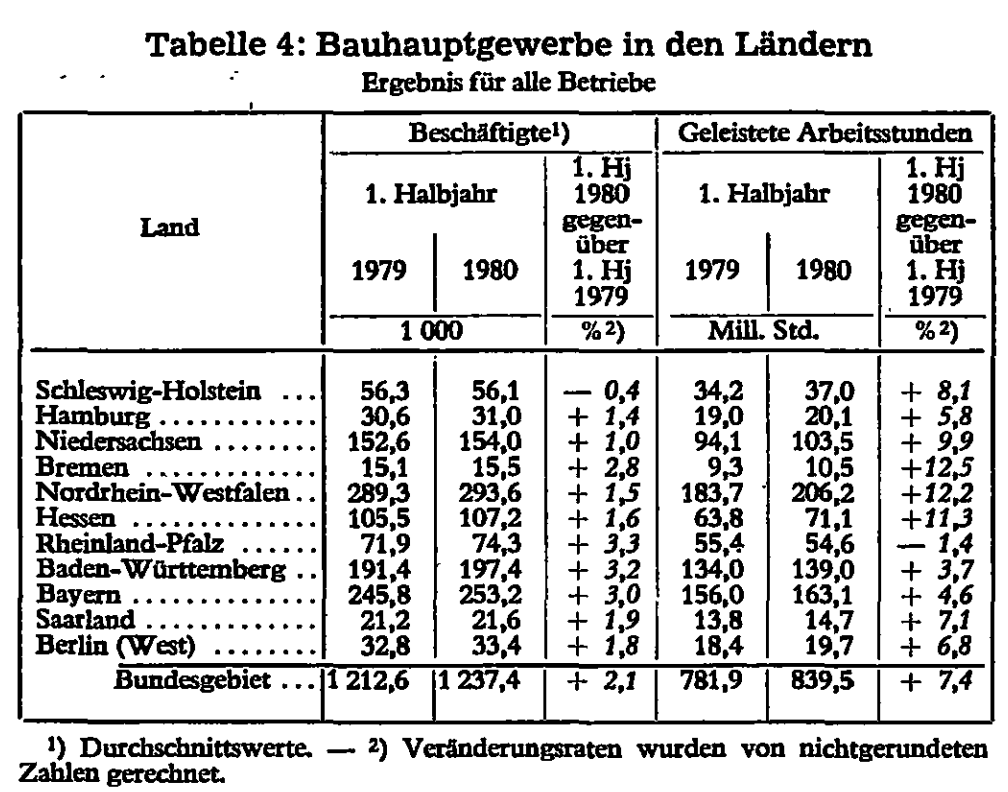 Tabelle 4: Bauhauptgewerbe in den Ländern
Ergebnis für alle Betriebe
Land
Beschäftigte¹) Geleistete Arbeitsstunden
1. Halbjahr 1. Hj 1980 gegen-über 1. Hj 1979 1. Halbjahr 1. Hj 1980 gegen-über 1. Hj 1979
1979 1980 1979 1980
1 000 % ²) Mill. Std. % ²)
Schleswig-Holstein ... 56,3 56,1 — 0,4 34,2 37,0 + 8,1
Hamburg ............. 30,6 31,0 + 1,4 19,0 20,1 + 5,8
Niedersachsen ........ 152,6 154,0 + 1,0 94,1 103,5 + 9,9
Bremen ............. 15,1 15,5 + 2,8 9,3 10,5 +12,5
Nordrhein-Westfalen .. 289,3 293,6 + 1,5 183,7 206,2 +12,2
Hessen .............. 105,5 107,2 + 1,6 63,8 71,1 +11,3
Rheinland-Pfalz ...... 71,9 74,3 + 3,3 55,4 54,6 — 1,4
Baden-Württemberg .. 191,4 197,4 + 3,2 134,0 139,0 + 3,7
Bayern .............. 245,8 253,2 + 3,0 156,0 163,1 + 4,6
Saarland ............. 21,2 21,6 + 1,9 13,8 14,7 + 7,1
Berlin (West) ........ 32,8 33,4 + 1,8 18,4 19,7 + 6,8
Bundesgebiet ... 1 212,6 1 237,4 + 2,1 781,9 839,5 + 7,4
¹) Durchschnittswerte. — ²) Veränderungsraten wurden von nichtgerundeten
Zahlen gerechnet.